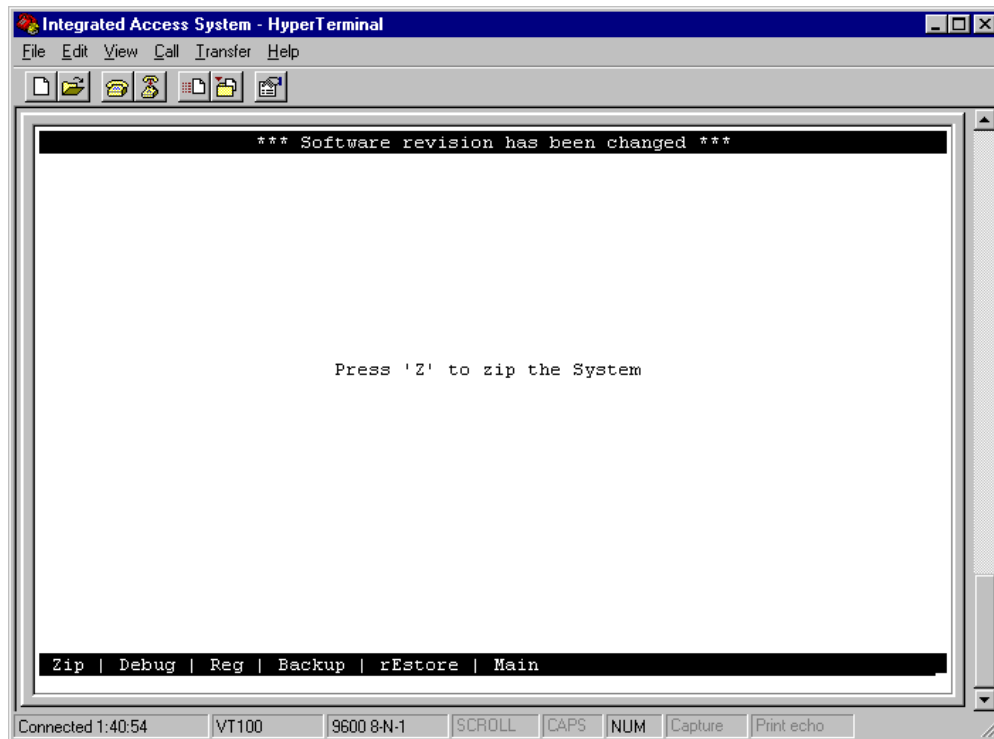 Integrated Access System - HyperTerminal
File Edit View Call Transfer Help
*** Software revision has been changed ***
Press 'Z' to zip the System
Zip | Debug | Reg | Backup | rEstore | Main
Connected 1:40:54 VT100 9600 8-N-1 SCROLL CAPS NUM Capture Print echo